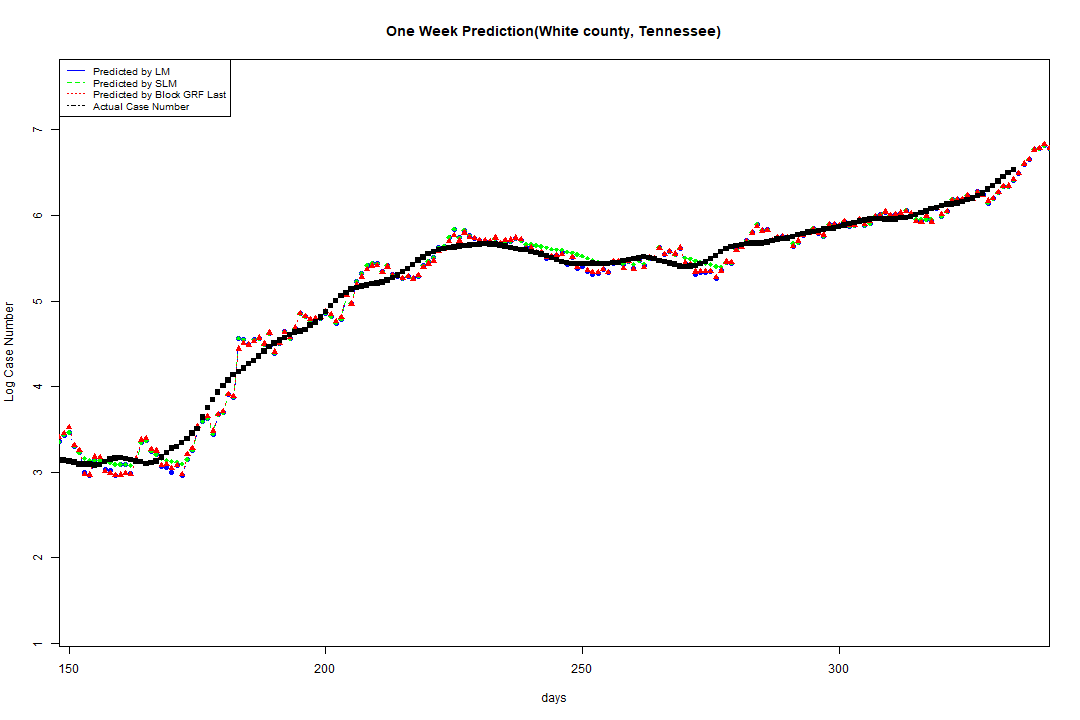 One Week Prediction(White county, Tennessee)
Predicted by LM
Predicted by SLM
Predicted by Block GRF Last
Actual Case Number
Log Case Number
7
6
5
4
3
2
1
150
200
250
300
days